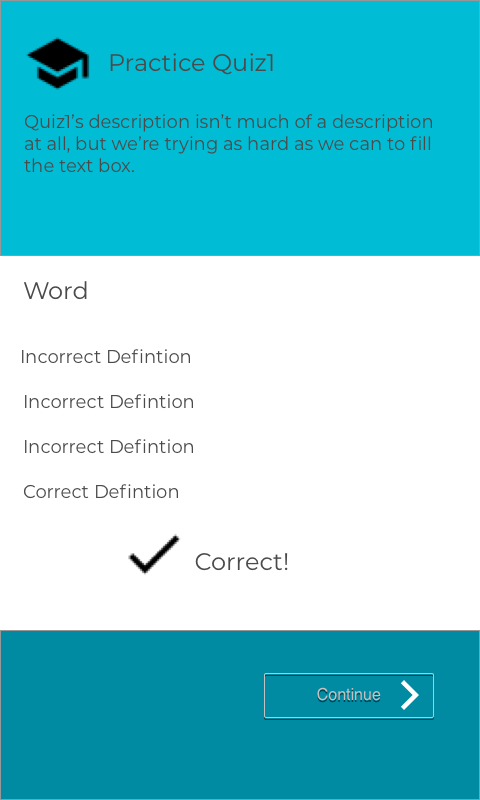 Practice Quiz1
Quiz1's description isn't much of a description
at all, but we're trying as hard as we can to fill
the text box.
Word
Incorrect Defintion
Incorrect Defintion
Incorrect Defintion
Correct Defintion
Correct!
Continue